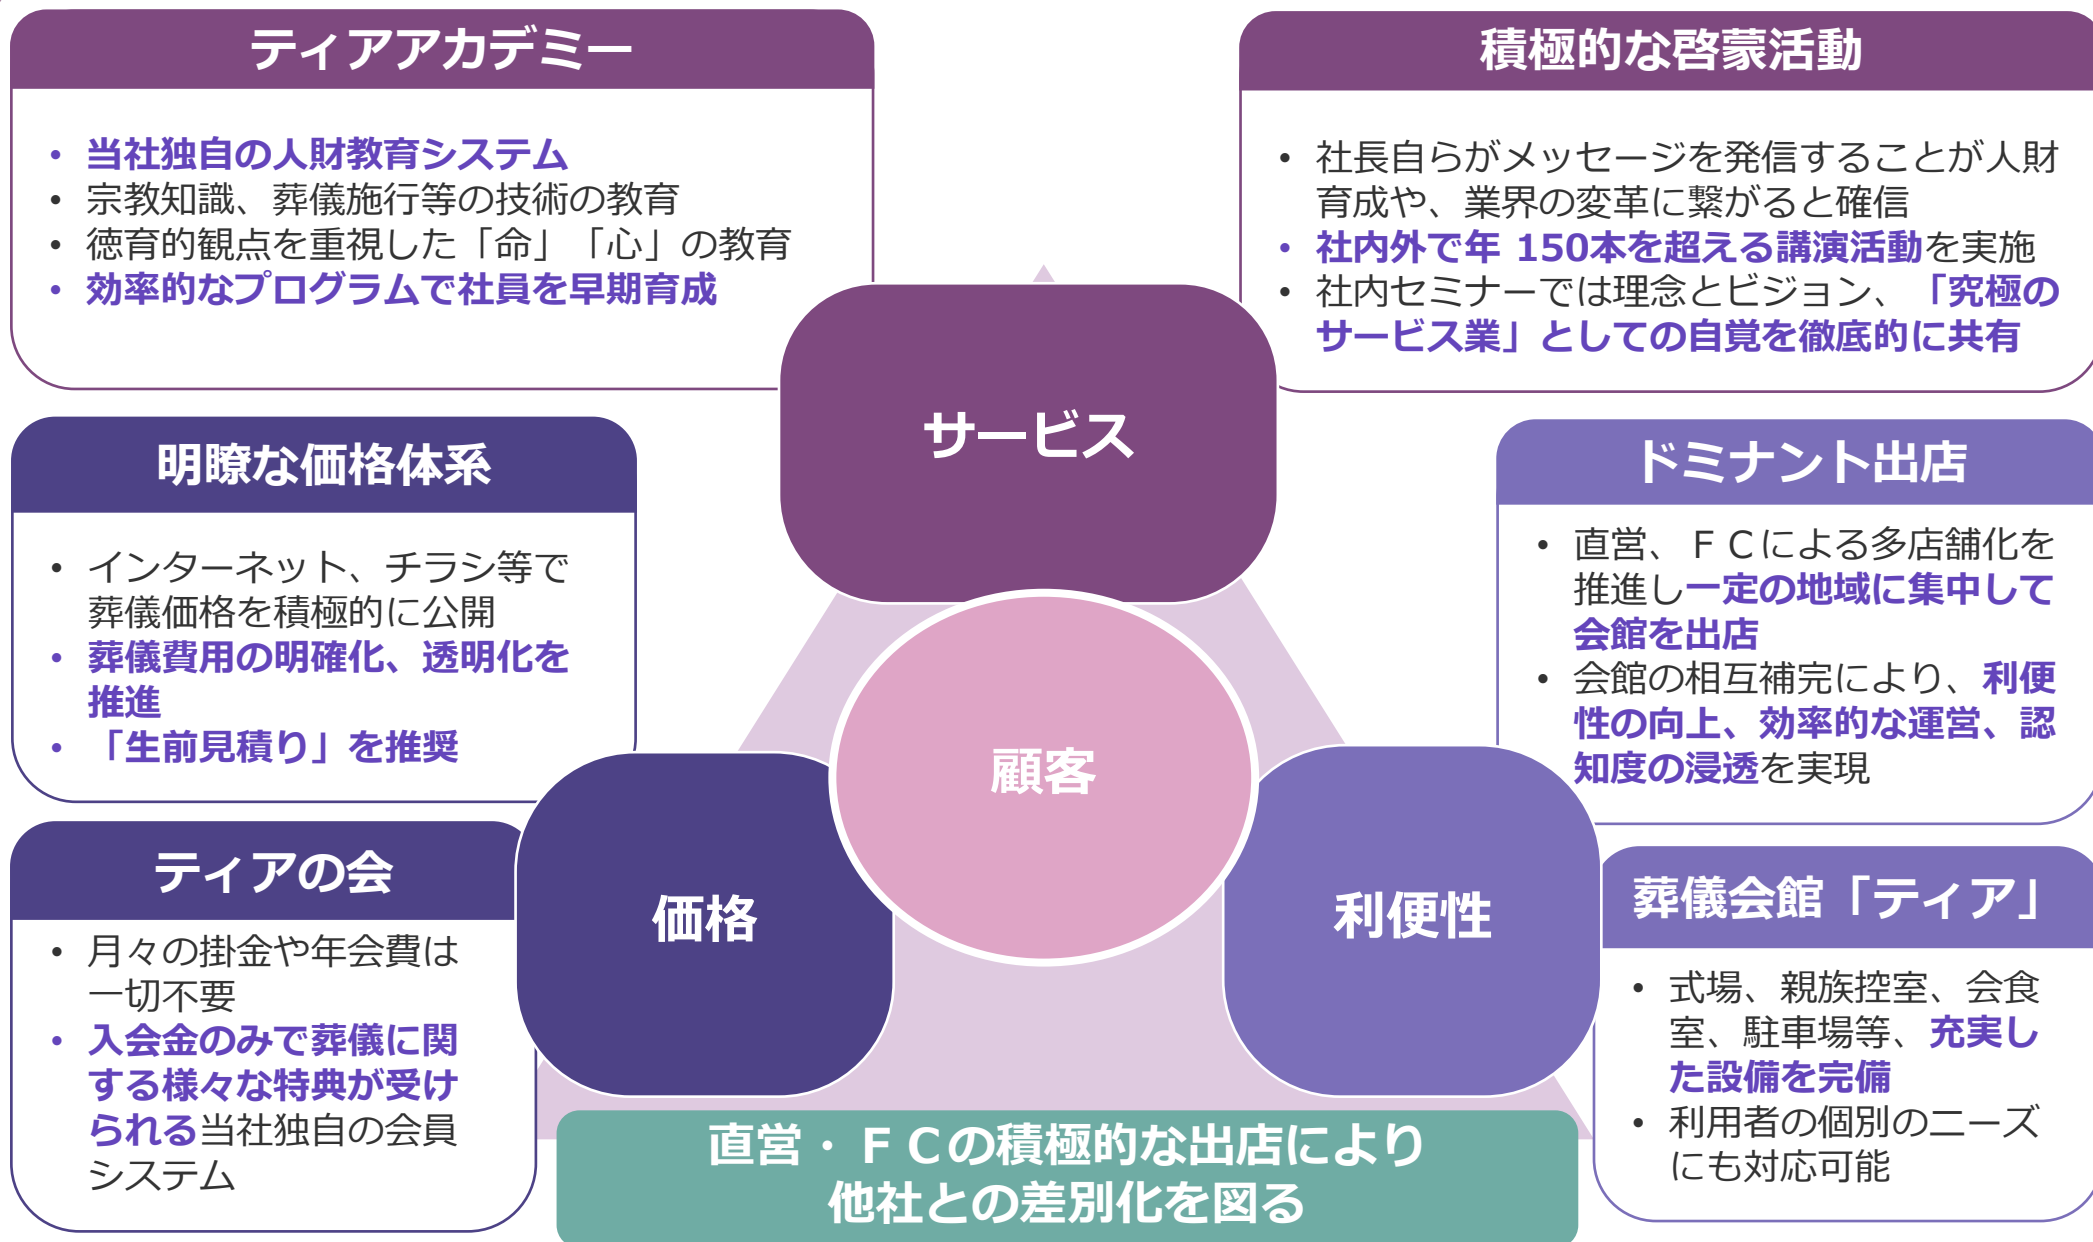 ティアアカデミー
• 当社独自の人財教育システム
• 宗教知識、葬儀施行等の技術の教育
• 徳育的観点を重視した「命」「心」の教育
• 効率的なプログラムで社員を早期育成
積極的な啓蒙活動
• 社長自らがメッセージを発信することが人財
育成や、業界の変革に繋がると確信
• 社内外で年 150本を超える講演活動を実施
• 社内セミナーでは理念とビジョン、「究極の
サービス業」としての自覚を徹底的に共有
サービス
明瞭な価格体系
• インターネット、チラシ等で
葬儀価格を積極的に公開
• 葬儀費用の明確化、透明化を
推進
• 「生前見積り」を推奨
ドミナント出店
• 直営、ＦＣによる多店舗化を
推進し一定の地域に集中して
会館を出店
• 会館の相互補完により、利便
性の向上、効率的な運営、認
知度の浸透を実現
顧客
価格
利便性
ティアの会
• 月々の掛金や年会費は
一切不要
• 入会金のみで葬儀に関
する様々な特典が受け
られる当社独自の会員
システム
葬儀会館「ティア」
• 式場、親族控室、会食
室、駐車場等、充実し
た設備を完備
• 利用者の個別のニーズ
にも対応可能
直営・ＦＣの積極的な出店により
他社との差別化を図る